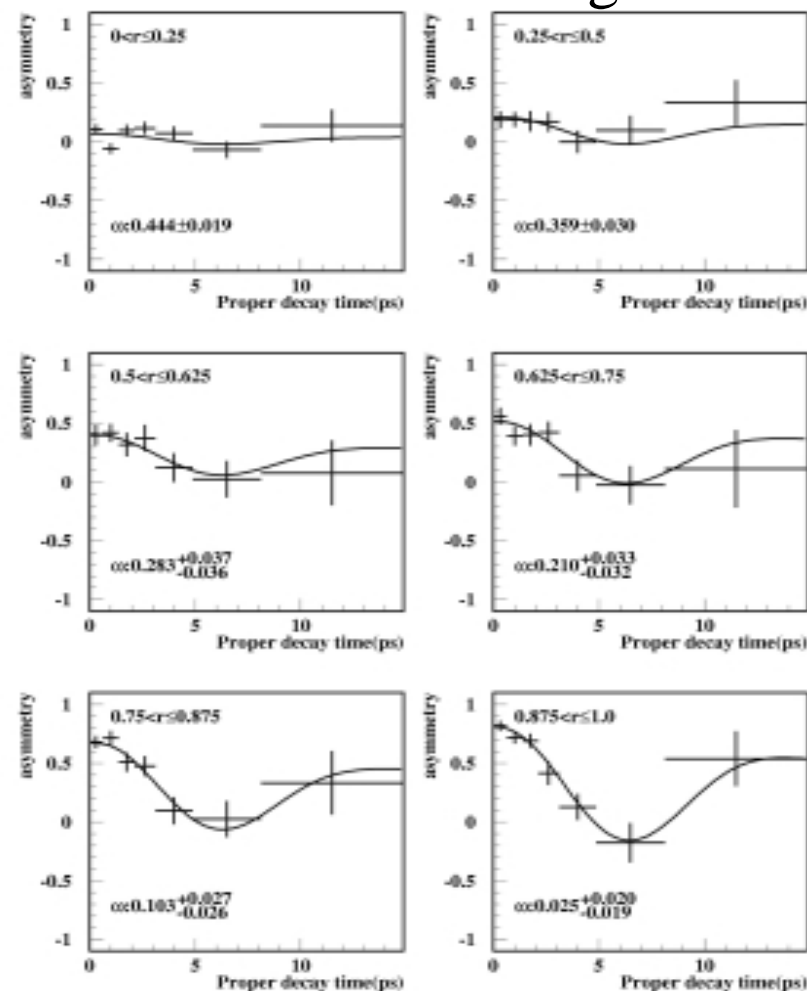 asymmetry
1
0.5
0
-0.5
-1
0<r≤0.25
ω:0.444±0.019
0 5 10
Proper decay time(ps)
asymmetry
1
0.5
0
-0.5
-1
0.25<r≤0.5
ω:0.359±0.030
0 5 10
Proper decay time(ps)
asymmetry
1
0.5
0
-0.5
-1
0.5<r≤0.625
ω:0.283+0.037
-0.036
0 5 10
Proper decay time(ps)
asymmetry
1
0.5
0
-0.5
-1
0.625<r≤0.75
ω:0.210+0.033
-0.032
0 5 10
Proper decay time(ps)
asymmetry
1
0.5
0
-0.5
-1
0.75<r≤0.875
ω:0.103+0.027
-0.026
0 5 10
Proper decay time(ps)
asymmetry
1
0.5
0
-0.5
-1
0.875<r≤1.0
ω:0.025+0.020
-0.019
0 5 10
Proper decay time(ps)